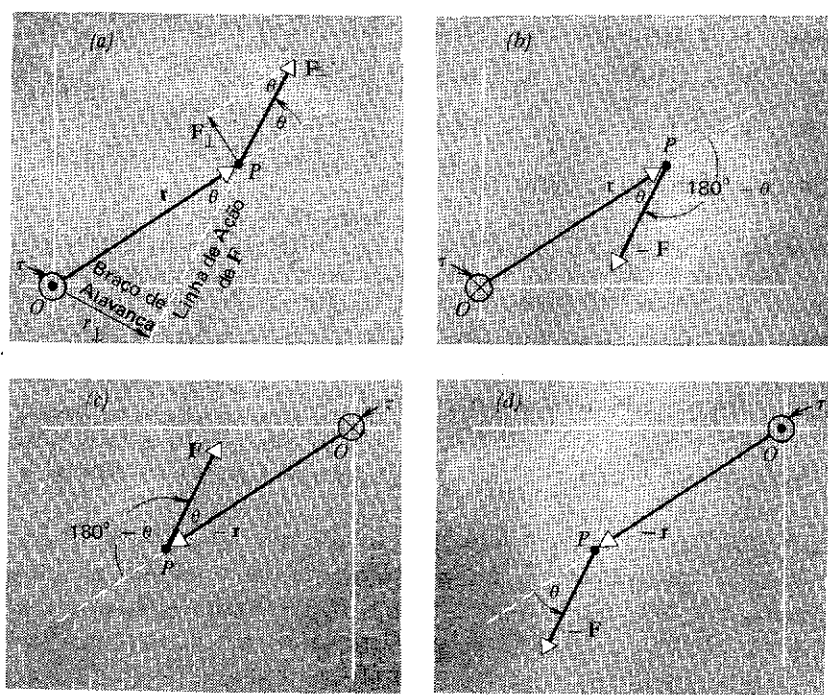 (a)
F
θ
θ
F⊥
P
r
θ
Linha de Ação
de F
τ
Braço de
Alavanca
O
r⊥
(b)
P
r
θ
180° − θ
− F
τ
O
(c)
τ
F
O
θ
180° − θ
− r
P
(d)
τ
O
P
− r
θ
− F